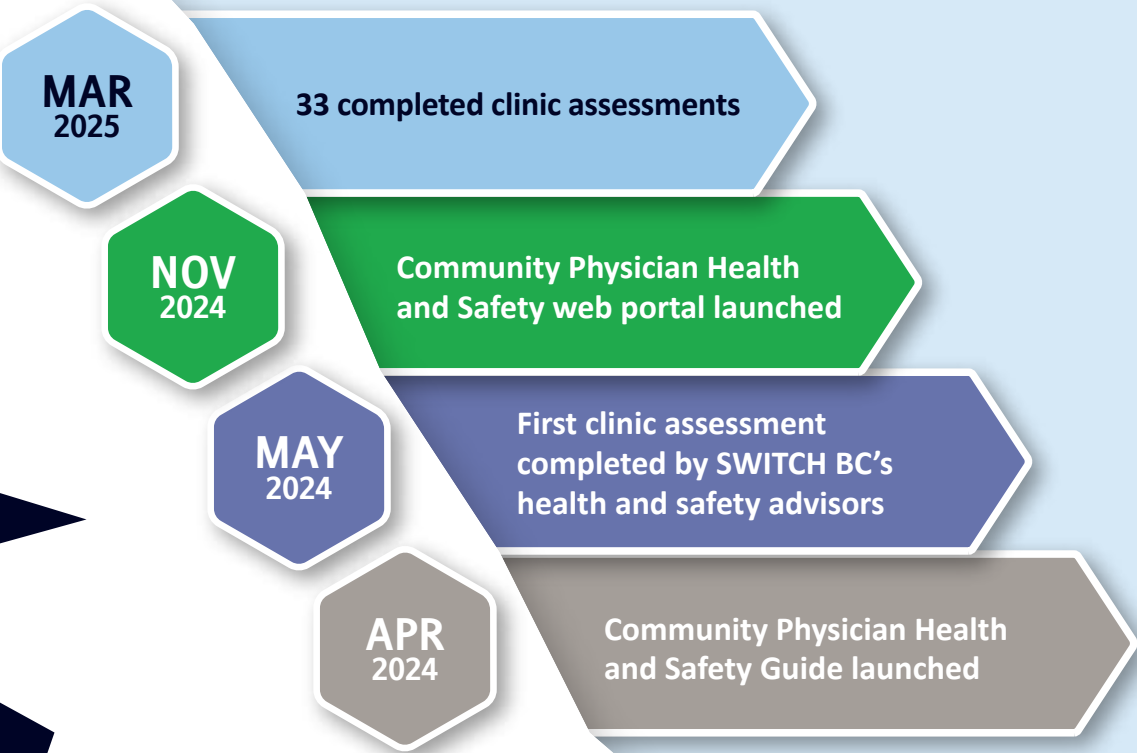 MAR
2025
33 completed clinic assessments
NOV
2024
Community Physician Health
and Safety web portal launched
MAY
2024
First clinic assessment
completed by SWITCH BC’s
health and safety advisors
APR
2024
Community Physician Health
and Safety Guide launched